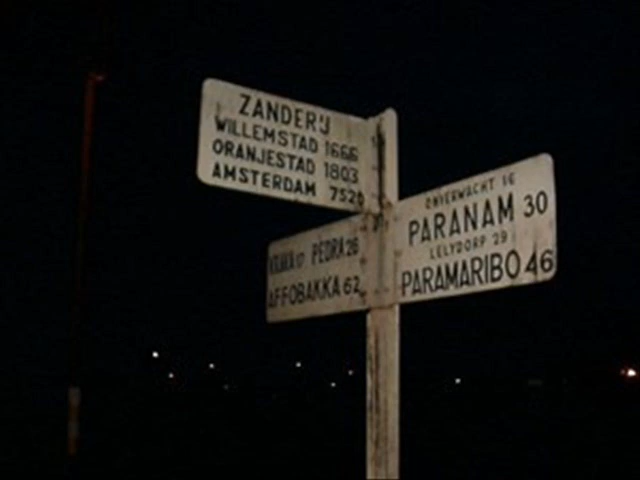 ZANDERIJ
WILLEMSTAD 1666
ORANJESTAD 1803
AMSTERDAM 7520
ONVERWACHT 16
PARANAM 30
LELYDORP 29
PARAMARIBO 46
PEDRA 26
AFFOBAKKA 62